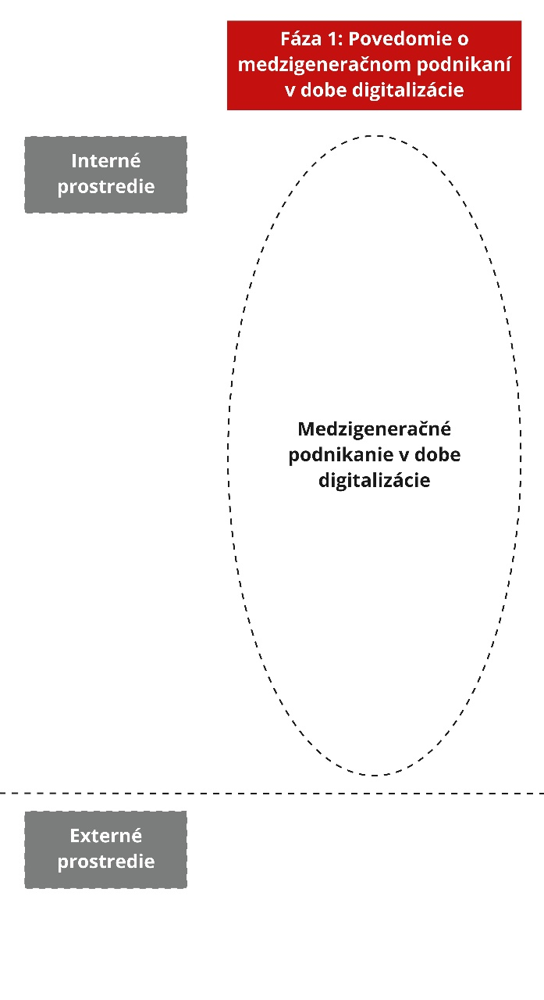 Fáza 1: Povedomie o
medzigeneračnom podnikaní
v dobe digitalizácie
Interné
prostredie
Medzigeneračné
podnikanie v dobe
digitalizácie
Externé
prostredie